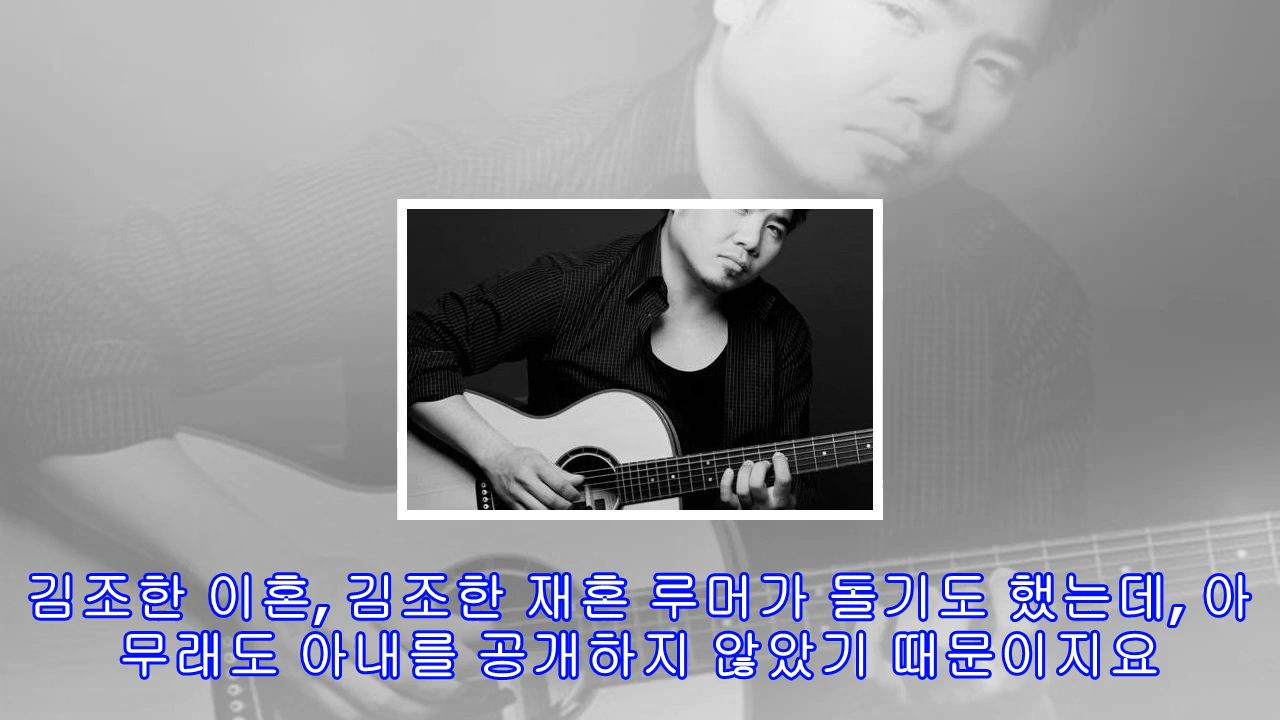 김조한 이혼, 김조한 재혼 루머가 돌기도 했는데, 아
무래도 아내를 공개하지 않았기 때문이지요